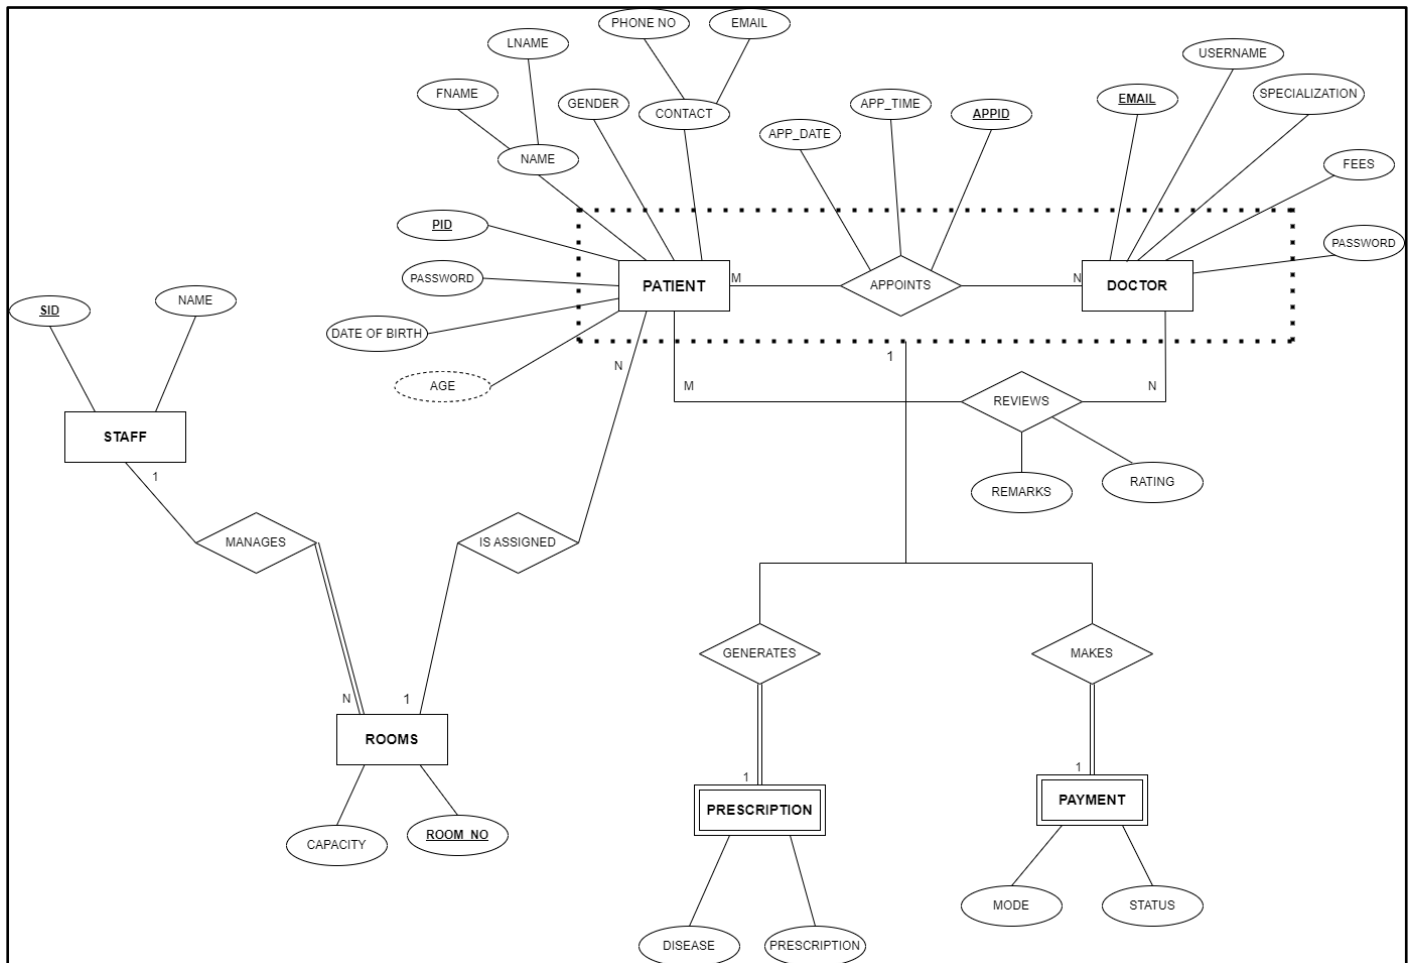 PHONE NO
EMAIL
LNAME
USERNAME
FNAME
GENDER
CONTACT
APP_TIME
APPID
EMAIL
SPECIALIZATION
APP_DATE
NAME
FEES
PID
PASSWORD
PASSWORD
SID
NAME
DATE OF BIRTH
AGE
PATIENT
M
APPOINTS
N
DOCTOR
1
N
M
REVIEWS
N
REMARKS
RATING
STAFF
1
MANAGES
IS ASSIGNED
GENERATES
MAKES
N
1
ROOMS
1
1
PRESCRIPTION
PAYMENT
CAPACITY
ROOM_NO
MODE
STATUS
DISEASE
PRESCRIPTION